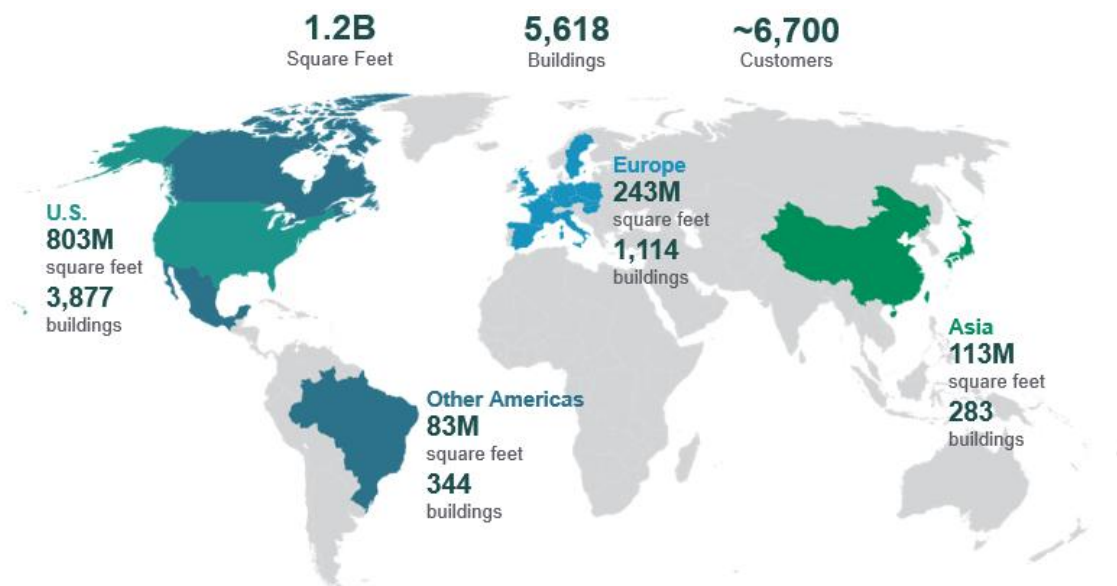 1.2B
Square Feet
5,618
Buildings
~6,700
Customers
Europe
243M
square feet
1,114
buildings
U.S.
803M
square feet
3,877
buildings
Asia
113M
square feet
283
buildings
Other Americas
83M
square feet
344
buildings